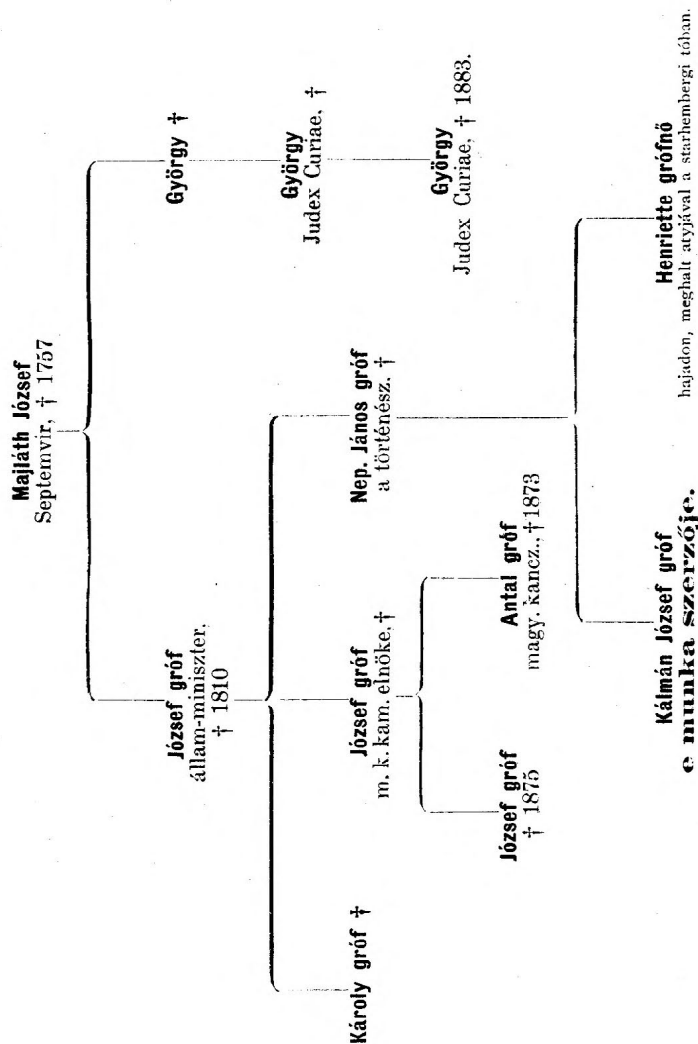 Majláth József
Septemvir, † 1757
József gróf
állam-miniszter,
† 1810
György †
Károly gróf †
József gróf
m. k. kam. elnöke, †
Nep. János gróf
a történész. †
György
Judex Curiae, †
József gróf
† 1875
Antal gróf
magy. kancz., †1873
György
Judex Curiae, † 1883.
Kálmán József gróf
e munka szerzője.
Henriette grófnő
hajadon, meghalt atyjával a starhembergi tóban.